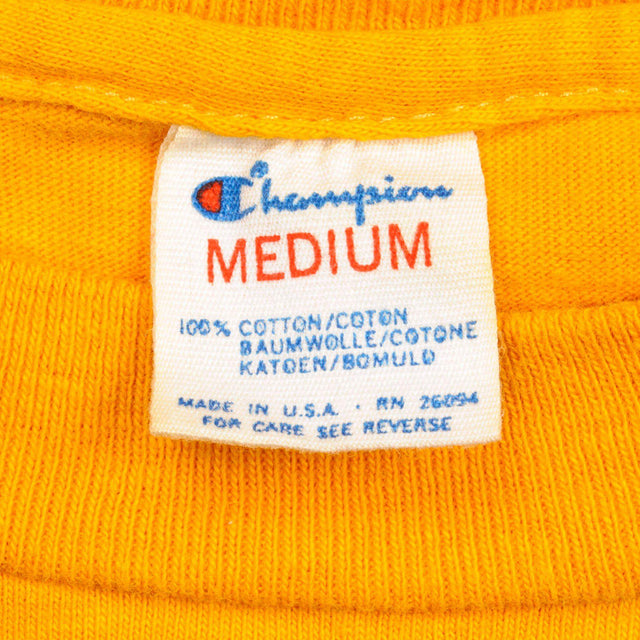 Champion
MEDIUM
100% COTTON/COTON
BAUMWOLLE/COTONE
KATOEN/BOMULD
MADE IN U.S.A. · RN 26094
FOR CARE SEE REVERSE